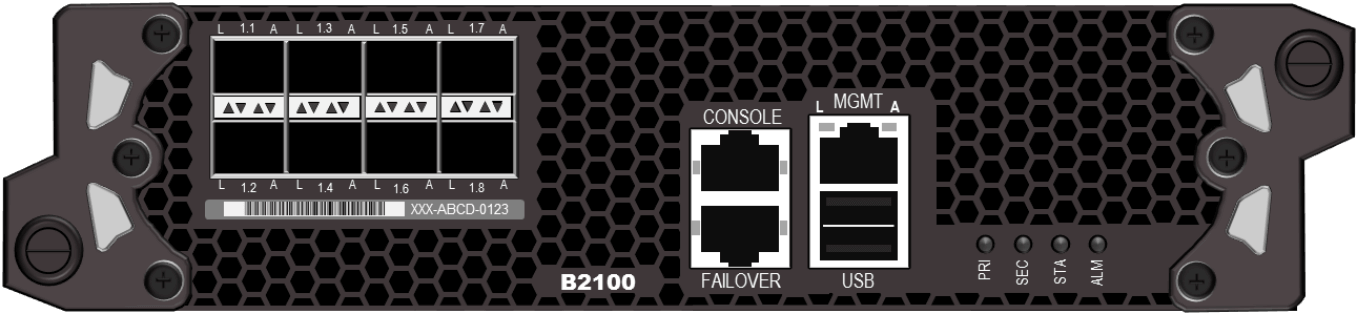 L 1.1 A L 1.3 A L 1.5 A L 1.7 A
L 1.2 A L 1.4 A L 1.6 A L 1.8 A
XXX-ABCD-0123
B2100
CONSOLE
FAILOVER
MGMT
L A
USB
PRI
SEC
STA
ALM